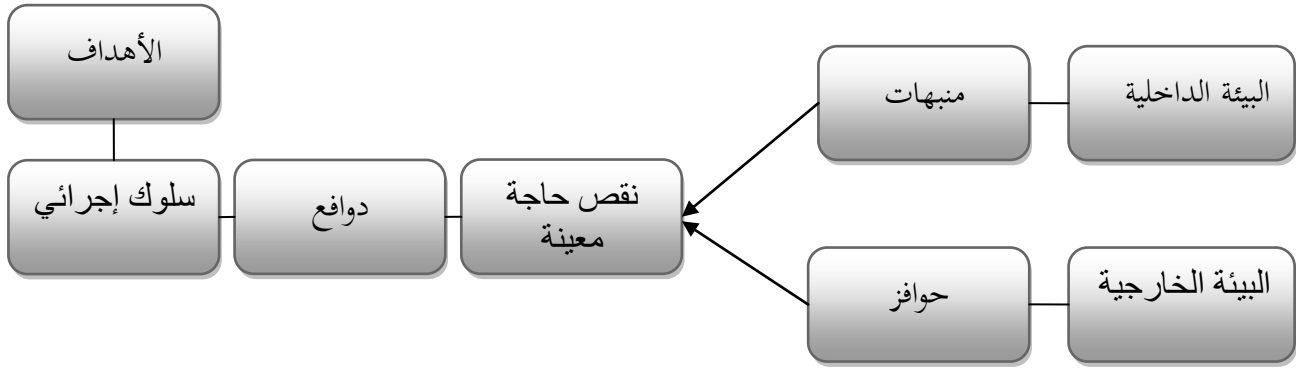 البيئة الداخلية
منبهات
البيئة الخارجية
حوافز
نقص حاجة
معينة
دوافع
سلوك إجرائي
الأهداف